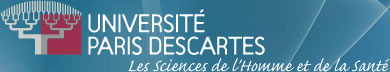 UNIVERSITÉ
PARIS DESCARTES
Les Sciences de l'Homme et de la Santé